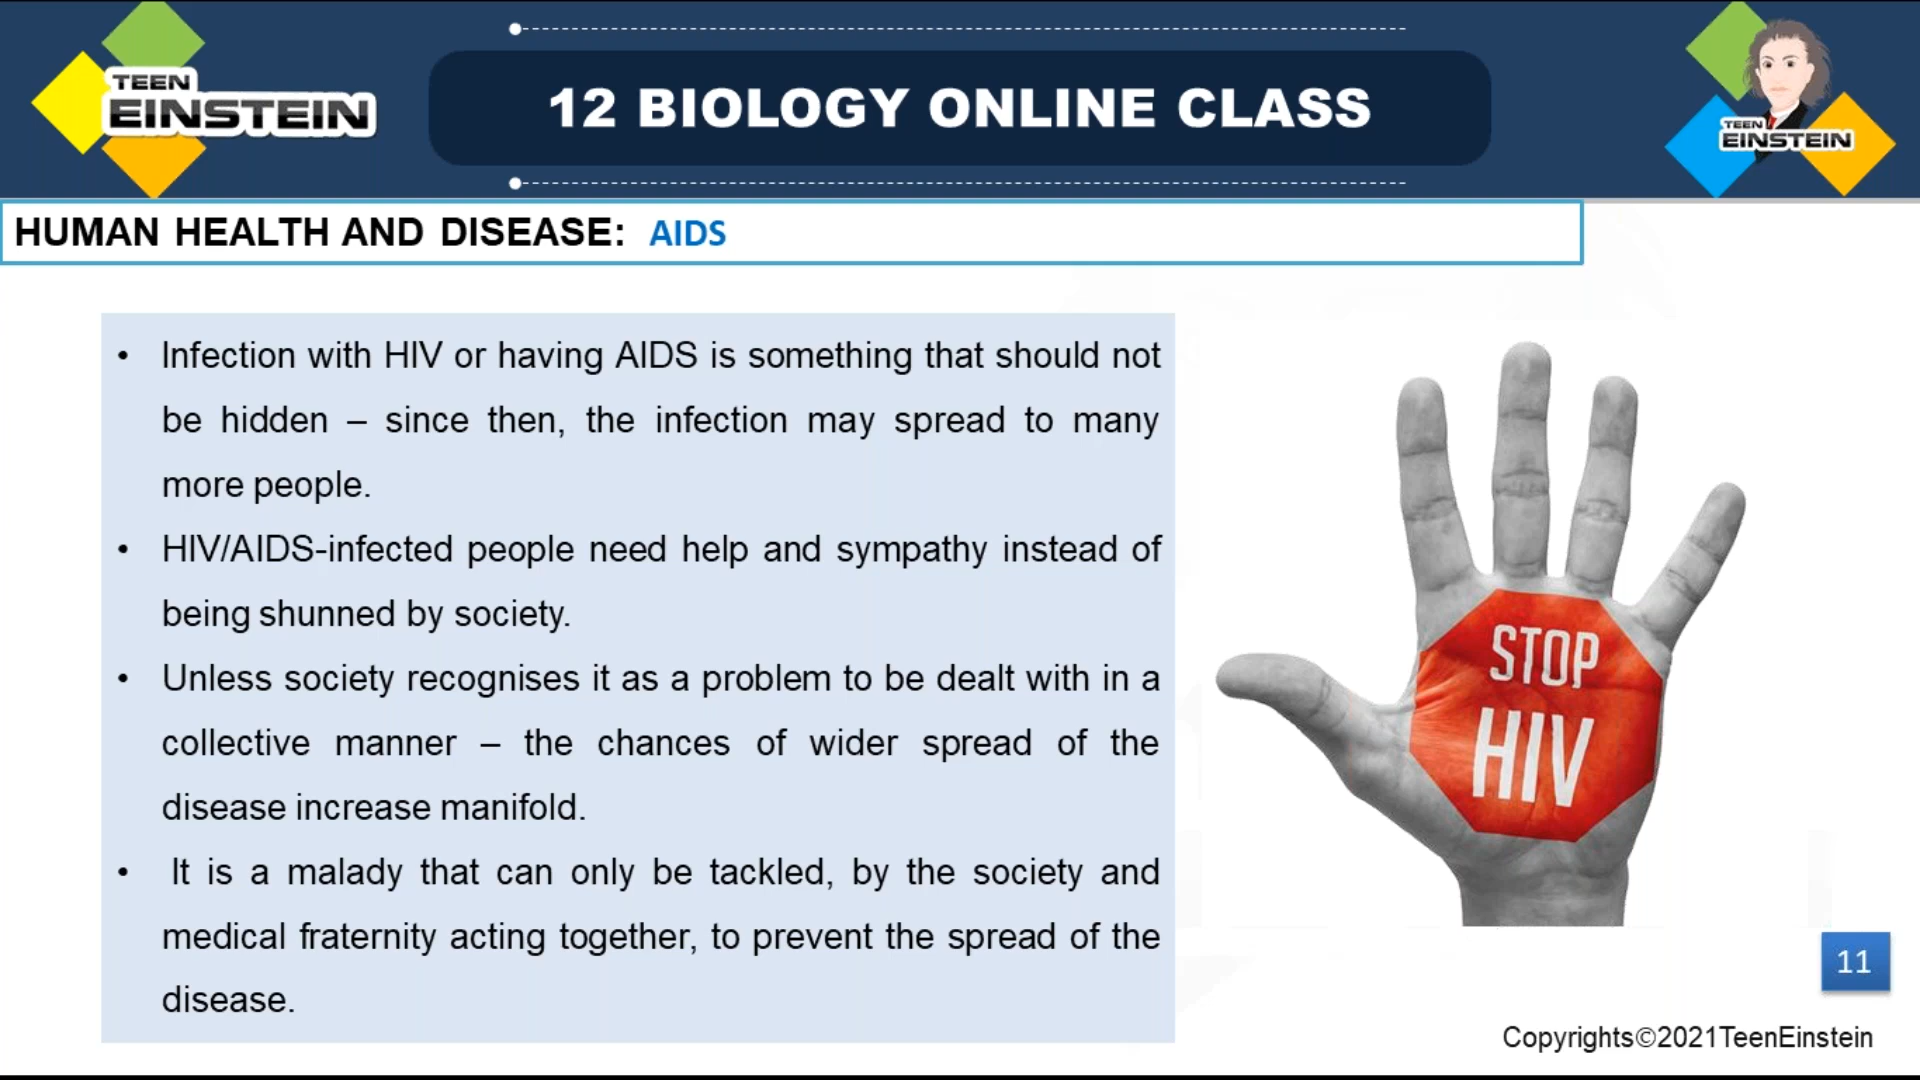 TEEN
EINSTEIN
12 BIOLOGY ONLINE CLASS
TEEN
EINSTEIN
HUMAN HEALTH AND DISEASE: AIDS
• Infection with HIV or having AIDS is something that should not
be hidden – since then, the infection may spread to many
more people.
• HIV/AIDS-infected people need help and sympathy instead of
being shunned by society.
• Unless society recognises it as a problem to be dealt with in a
collective manner – the chances of wider spread of the
disease increase manifold.
• It is a malady that can only be tackled, by the society and
medical fraternity acting together, to prevent the spread of the
disease.
STOP
HIV
11
Copyrights©2021TeenEinstein